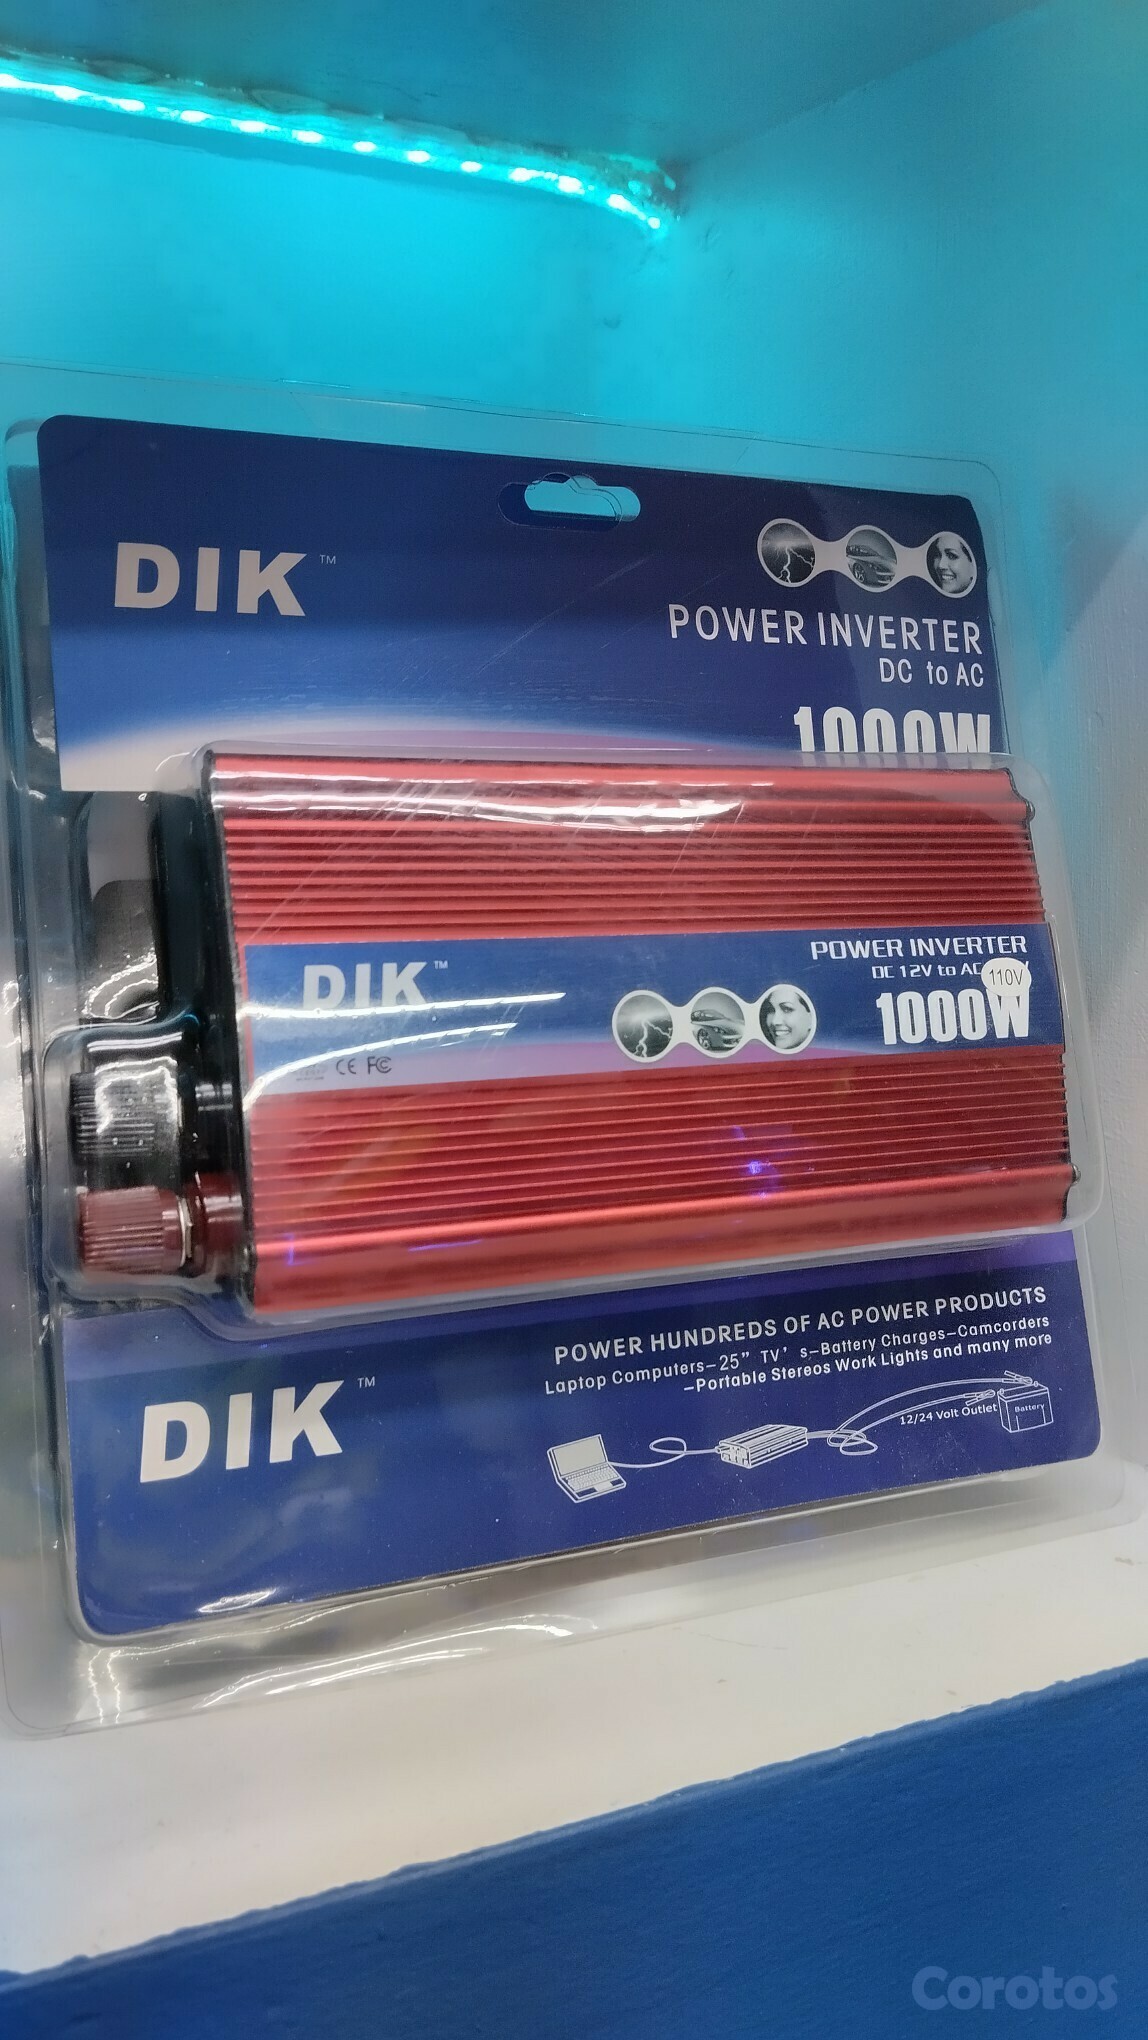 DIK™
POWER INVERTER
DC to AC
1000W
DIK™
POWER INVERTER
DC 12V to AC
110V
1000W
CE FC
POWER HUNDREDS OF AC POWER PRODUCTS
Laptop Computers-25" TV' s-Battery Charges-Camcorders
-Portable Stereos Work Lights and many more
12/24 Volt Outlet
Battery
DIK™
Corotos